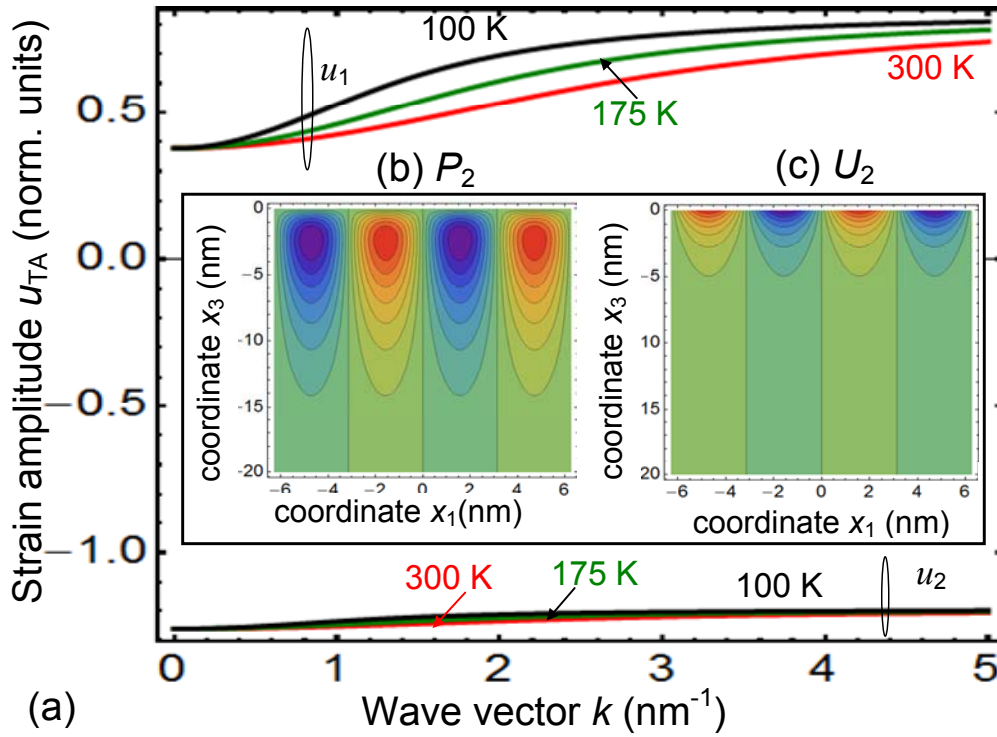 Strain amplitude u_TA (norm. units)
0.5
0.0
−0.5
−1.0
100 K
u₁
175 K
300 K
(b) P₂
(c) U₂
coordinate x₃ (nm)
0
-5
-10
-15
-20
−6 −4 −2 0 2 4 6
coordinate x₁(nm)
coordinate x₃ (nm)
0
5
10
15
20
−6 −4 −2 0 2 4 6
coordinate x₁ (nm)
300 K
175 K
100 K
u₂
0 1 2 3 4 5
(a)
Wave vector k (nm⁻¹)